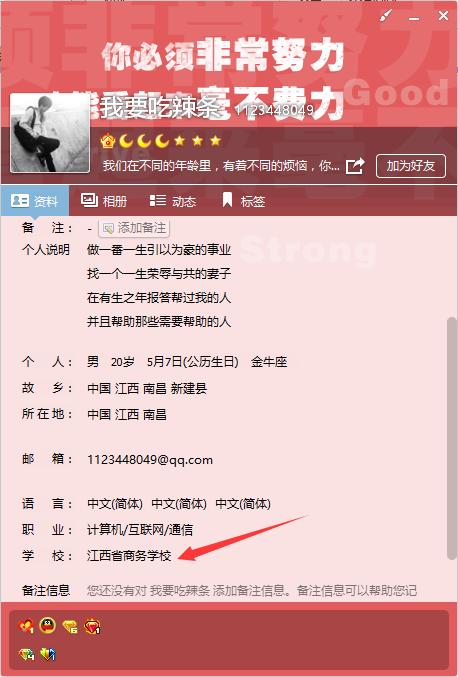 你必须非常努力
毫不费力
Good
我要吃辣条 1123448049
我们在不同的年龄里，有着不同的烦恼，你...
加为好友
资料 相册 动态 标签
备 注： - 添加备注
个人说明 做一番一生引以为豪的事业
Strong
找一个一生荣辱与共的妻子
在有生之年报答帮过我的人
并且帮助那些需要帮助的人
个 人： 男 20岁 5月7日(公历生日) 金牛座
故 乡： 中国 江西 南昌 新建县
所在地： 中国 江西 南昌
邮 箱： 1123448049@qq.com
语 言： 中文(简体) 中文(简体) 中文(简体)
职 业： 计算机/互联网/通信
学 校： 江西省商务学校
备注信息 您还没有对 我要吃辣条 添加备注信息。备注信息可以帮助您记